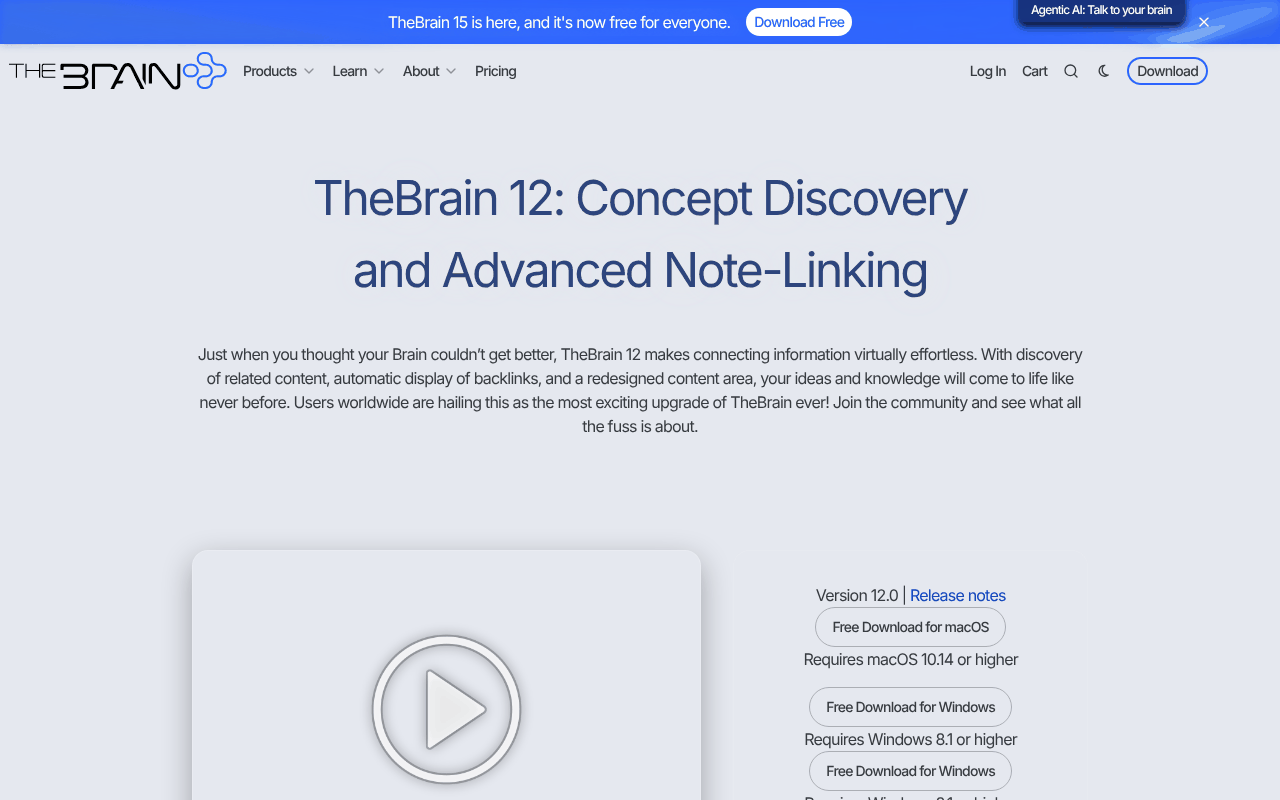 TheBrain 15 is here, and it's now free for everyone. Download Free
Agentic AI: Talk to your brain
THE BRAIN Products Learn About Pricing Log In Cart Download
TheBrain 12: Concept Discovery
and Advanced Note-Linking
Just when you thought your Brain couldn’t get better, TheBrain 12 makes connecting information virtually effortless. With discovery
of related content, automatic display of backlinks, and a redesigned content area, your ideas and knowledge will come to life like
never before. Users worldwide are hailing this as the most exciting upgrade of TheBrain ever! Join the community and see what all
the fuss is about.
Version 12.0 | Release notes
Free Download for macOS
Requires macOS 10.14 or higher
Free Download for Windows
Requires Windows 8.1 or higher
Free Download for Windows